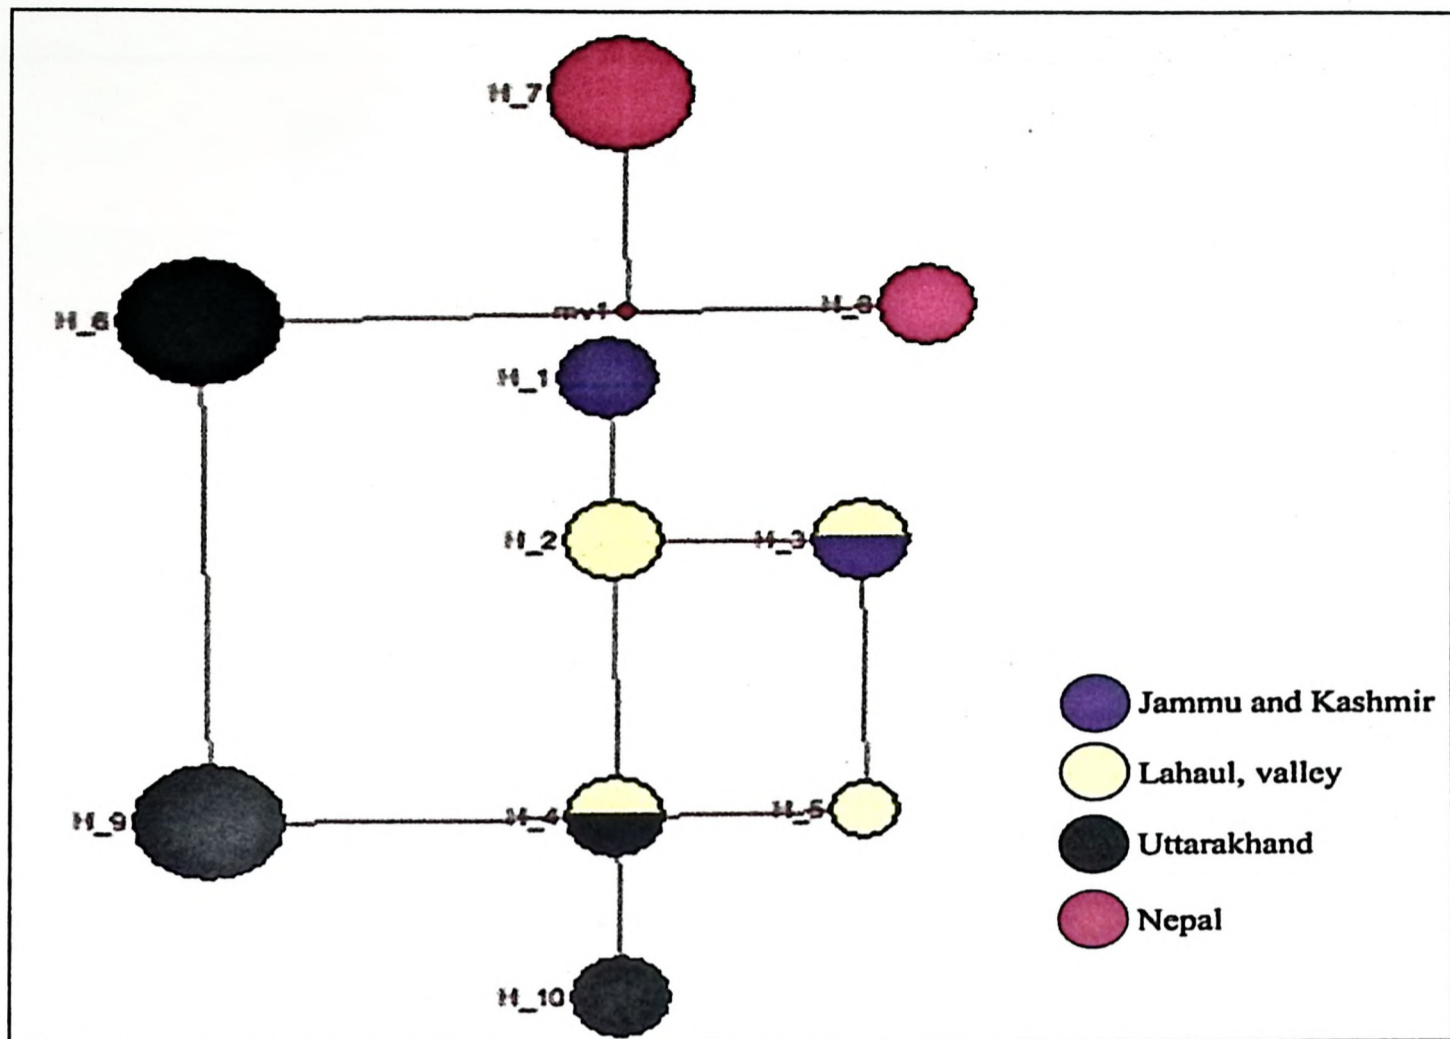 H_7
H_6
mv1
H_8
H_1
H_2
H_3
H_9
H_4
H_5
H_10
Jammu and Kashmir
Lahaul, valley
Uttarakhand
Nepal